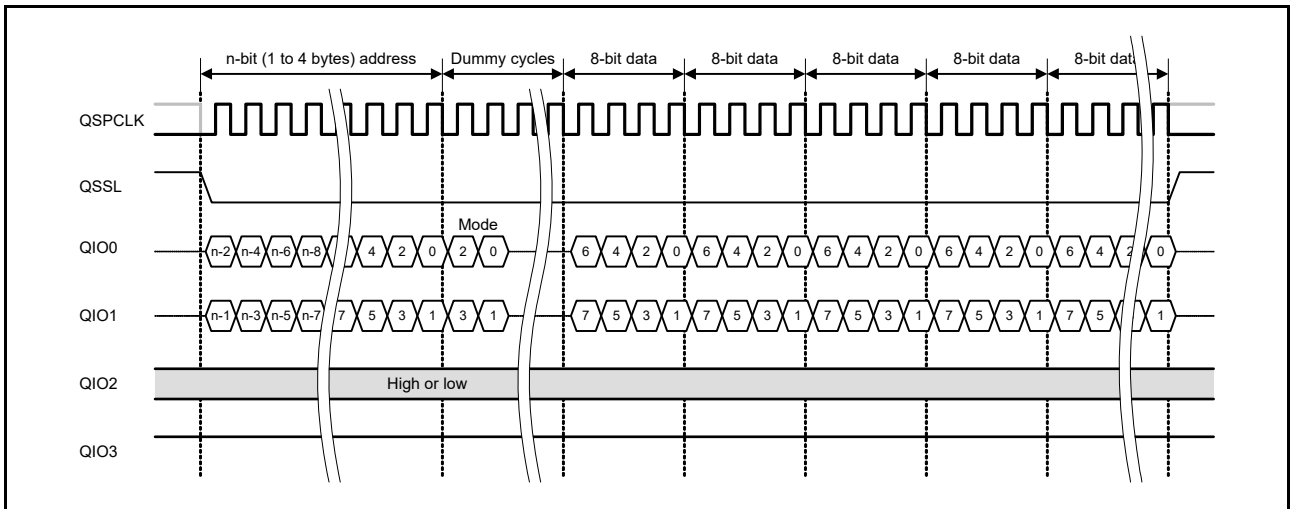 n-bit (1 to 4 bytes) address Dummy cycles 8-bit data 8-bit data 8-bit data 8-bit data 8-bit data
QSPCLK
QSSL
Mode
QIO0 n-2 n-4 n-6 n-8 4 2 0 2 0 6 4 2 0 6 4 2 0 6 4 2 0 6 4 2 0 6 4 2 0
QIO1 n-1 n-3 n-5 n-7 7 5 3 1 3 1 7 5 3 1 7 5 3 1 7 5 3 1 7 5 3 1 7 5 1
QIO2 High or low
QIO3